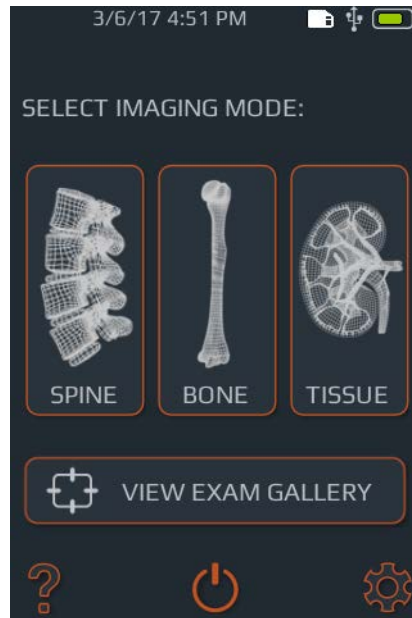 3/6/17 4:51 PM
SELECT IMAGING MODE:
SPINE BONE TISSUE
VIEW EXAM GALLERY
?